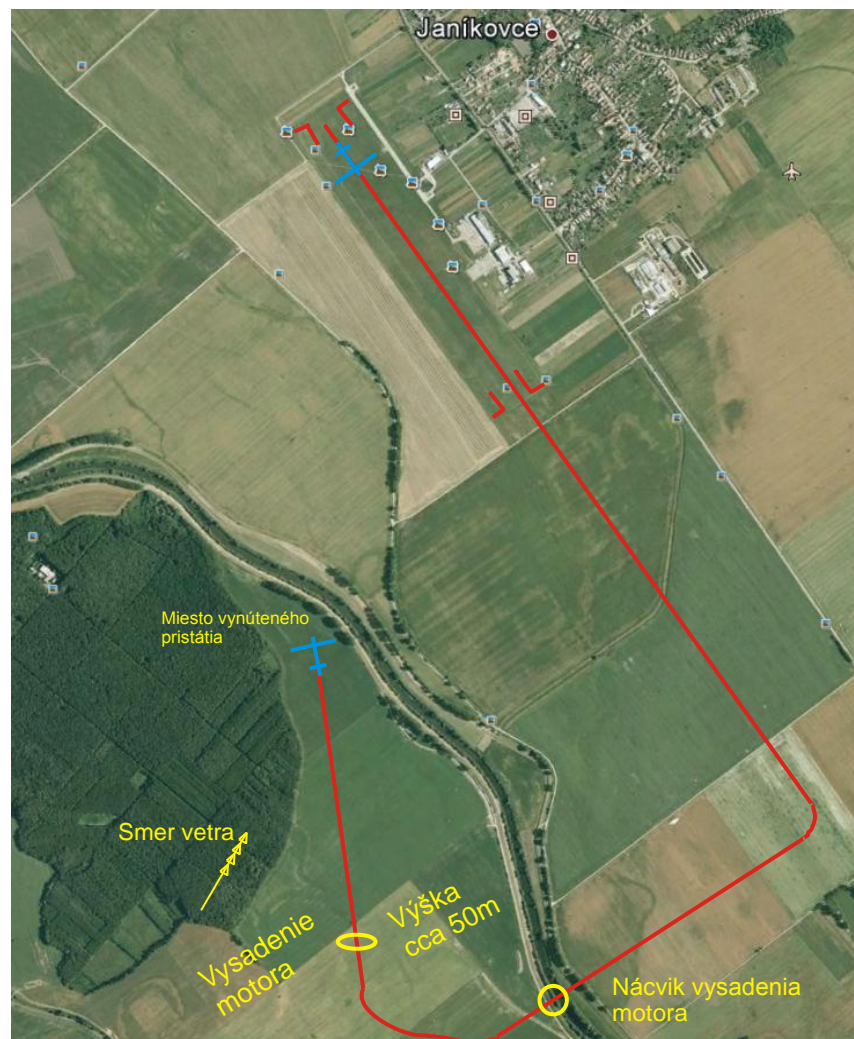 Janíkovce
Miesto vynúteného
pristátia
Smer vetra
Vysadenie
motora
Výška
cca 50m
Nácvik vysadenia
motora